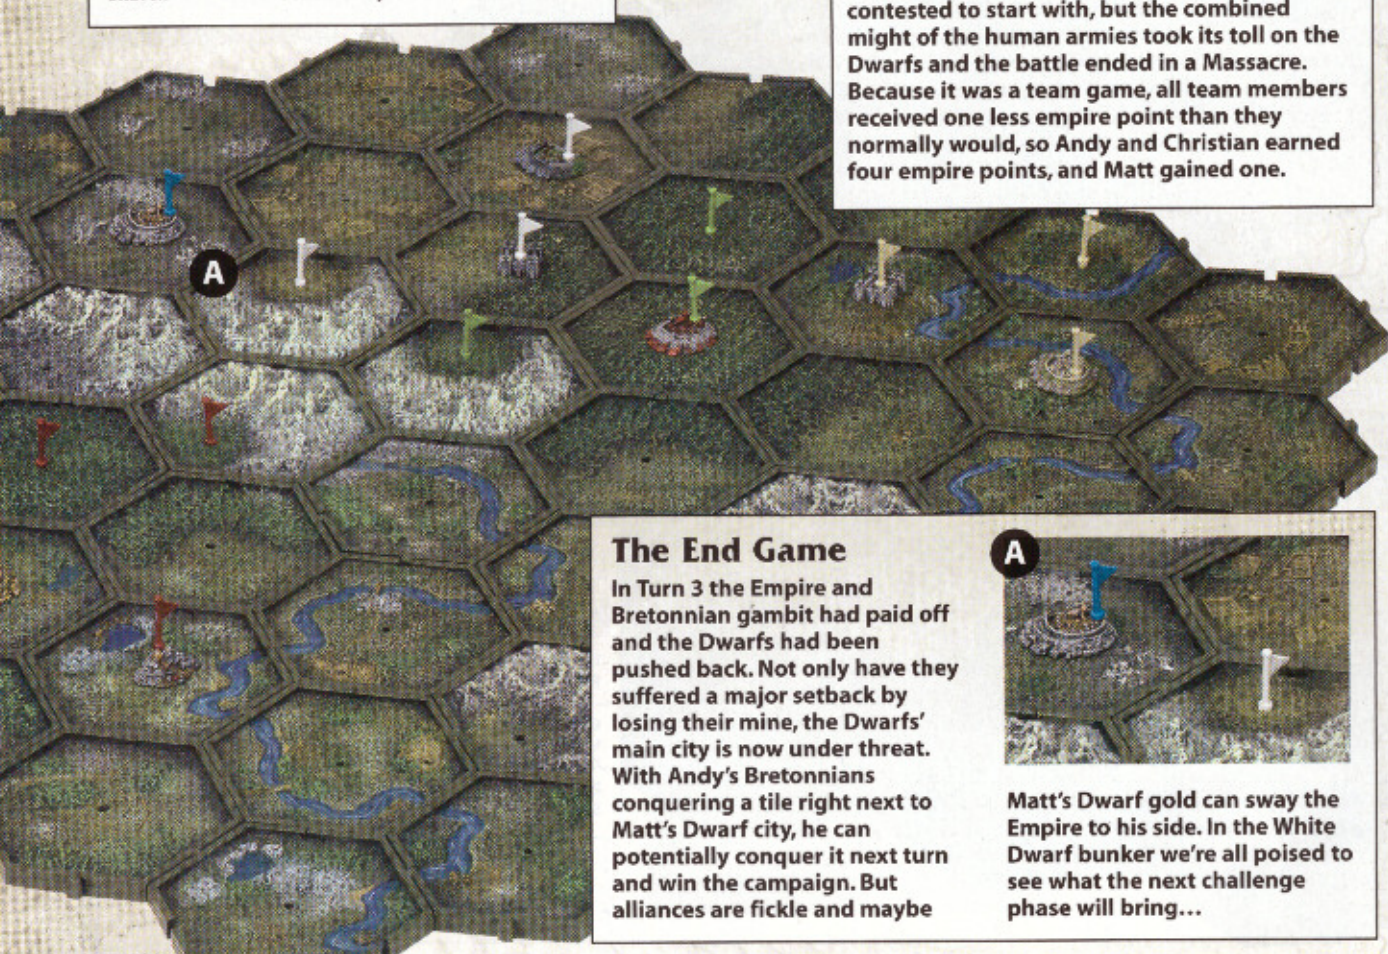 contested to start with, but the combined
might of the human armies took its toll on the
Dwarfs and the battle ended in a Massacre.
Because it was a team game, all team members
received one less empire point than they
normally would, so Andy and Christian earned
four empire points, and Matt gained one.
A
The End Game
In Turn 3 the Empire and
Bretonnian gambit had paid off
and the Dwarfs had been
pushed back. Not only have they
suffered a major setback by
losing their mine, the Dwarfs'
main city is now under threat.
With Andy's Bretonnians
conquering a tile right next to
Matt's Dwarf city, he can
potentially conquer it next turn
and win the campaign. But
alliances are fickle and maybe
A
Matt's Dwarf gold can sway the
Empire to his side. In the White
Dwarf bunker we're all poised to
see what the next challenge
phase will bring...